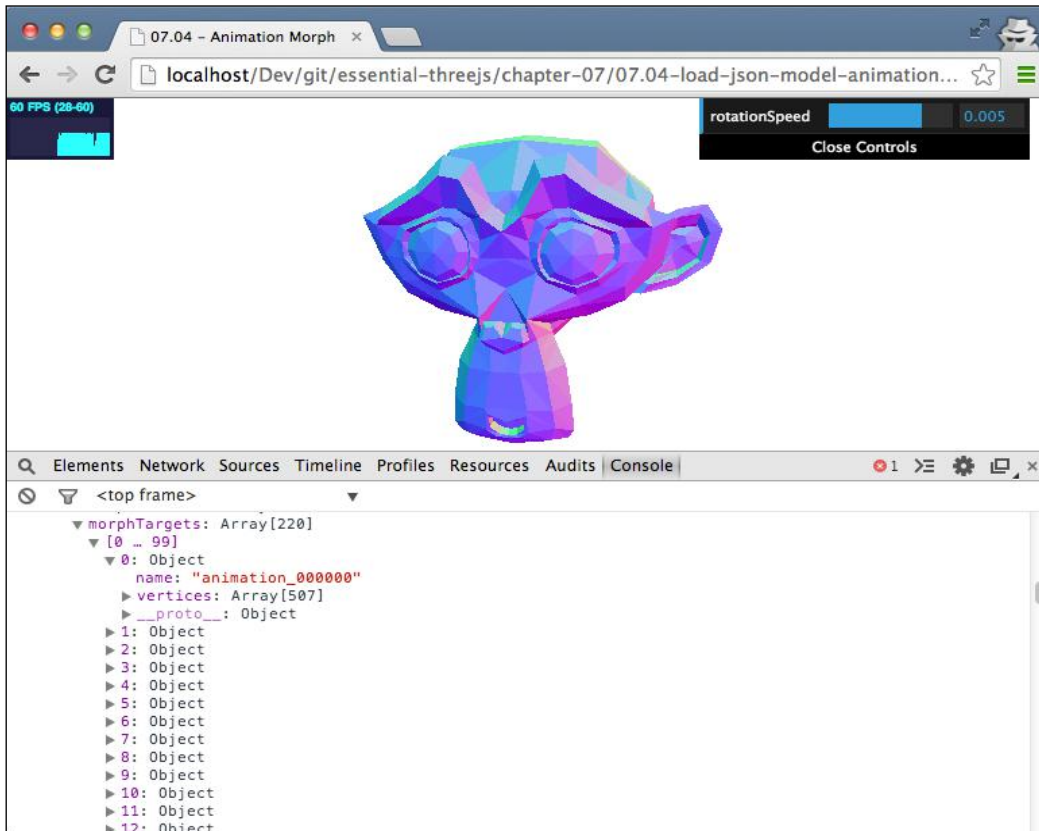 07.04 – Animation Morph ×
localhost/Dev/git/essential-threejs/chapter-07/07.04-load-json-model-animation...
60 FPS (28-60)
rotationSpeed 0.005
Close Controls
Elements Network Sources Timeline Profiles Resources Audits Console 1 ×
<top frame> ▼
▼ morphTargets: Array[220]
▼ [0 … 99]
▼ 0: Object
name: "animation_000000"
▶ vertices: Array[507]
▶ __proto__: Object
▶ 1: Object
▶ 2: Object
▶ 3: Object
▶ 4: Object
▶ 5: Object
▶ 6: Object
▶ 7: Object
▶ 8: Object
▶ 9: Object
▶ 10: Object
▶ 11: Object
▶ 12: Object